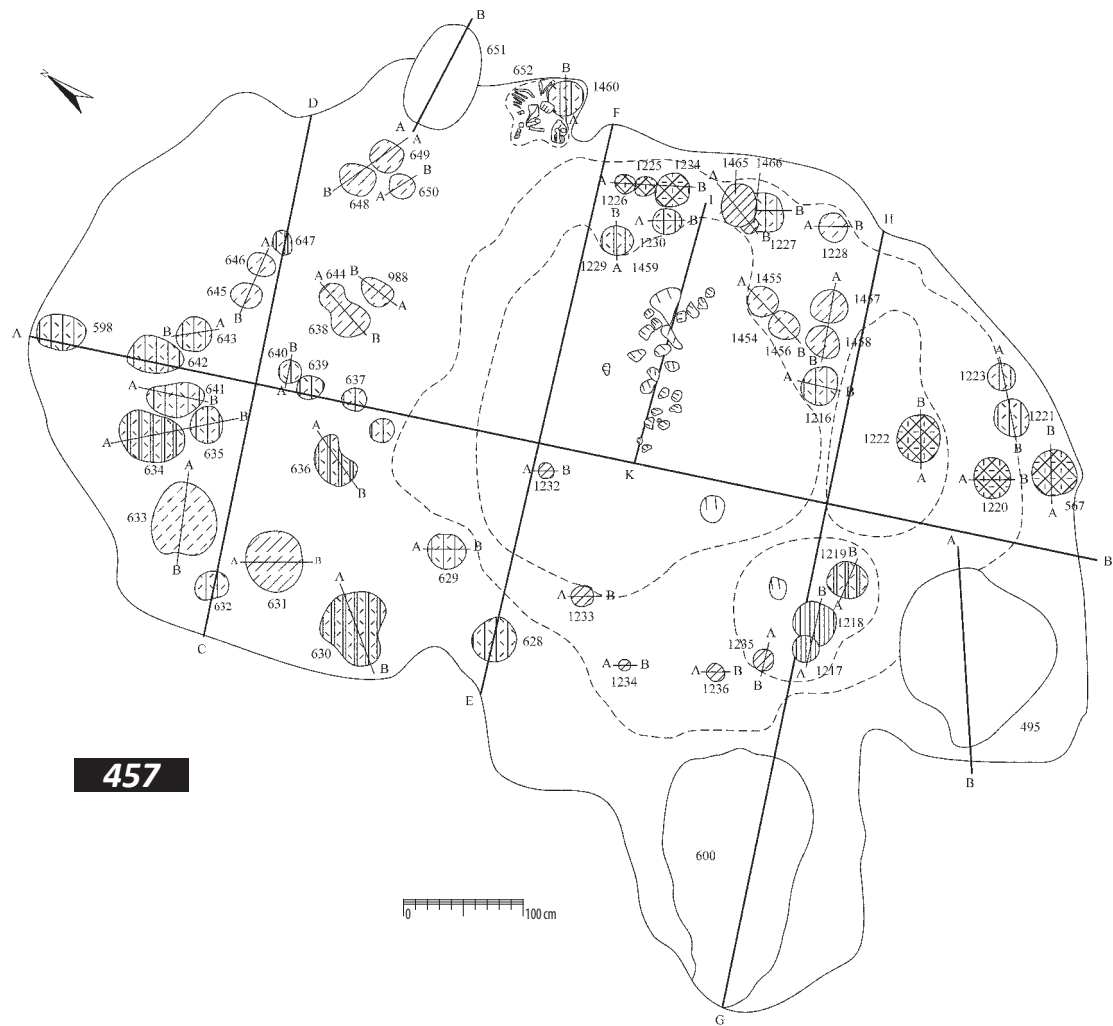 B
651
652
B
1460
N
D
F
A
A
A
649
B
1465
1466
1225
1224
A
B
B
A
650
A
B
1226
I
648
B
A
B
A
B
H
1230
B
1227
1228
647
1229
A
1459
A
646
B
A
644
988
1455
A
1457
645
A
B
A
598
A
B
643
638
B
1454
1456
B
1458
B
A
642
640
639
A
637
A
B
1223
641
A
B
1216
B
1221
A
B
1222
B
B
A
634
635
A
636
A
B
K
A
B
A
B
1220
567
A
A
1232
633
B
A
B
1219
B
A
B
A
B
629
A
B
A
B
632
631
1233
1218
630
628
1235
A
B
C
A
B
A
B
1217
E
1234
1236
B
A
495
457
B
600
0
100 cm
G